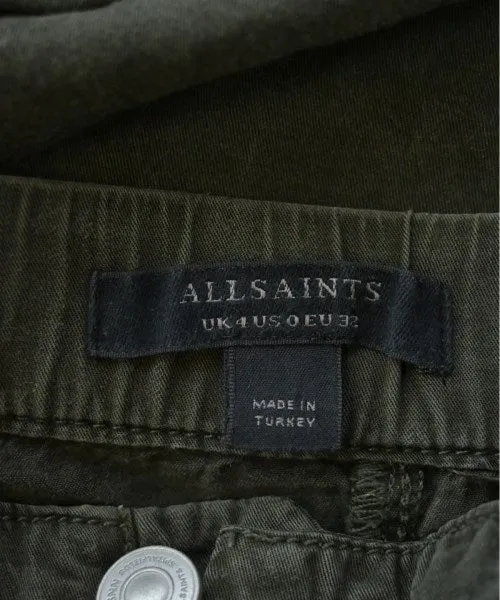 ALLSAINTS
UK 4 US 0 EU 32
MADE IN
TURKEY